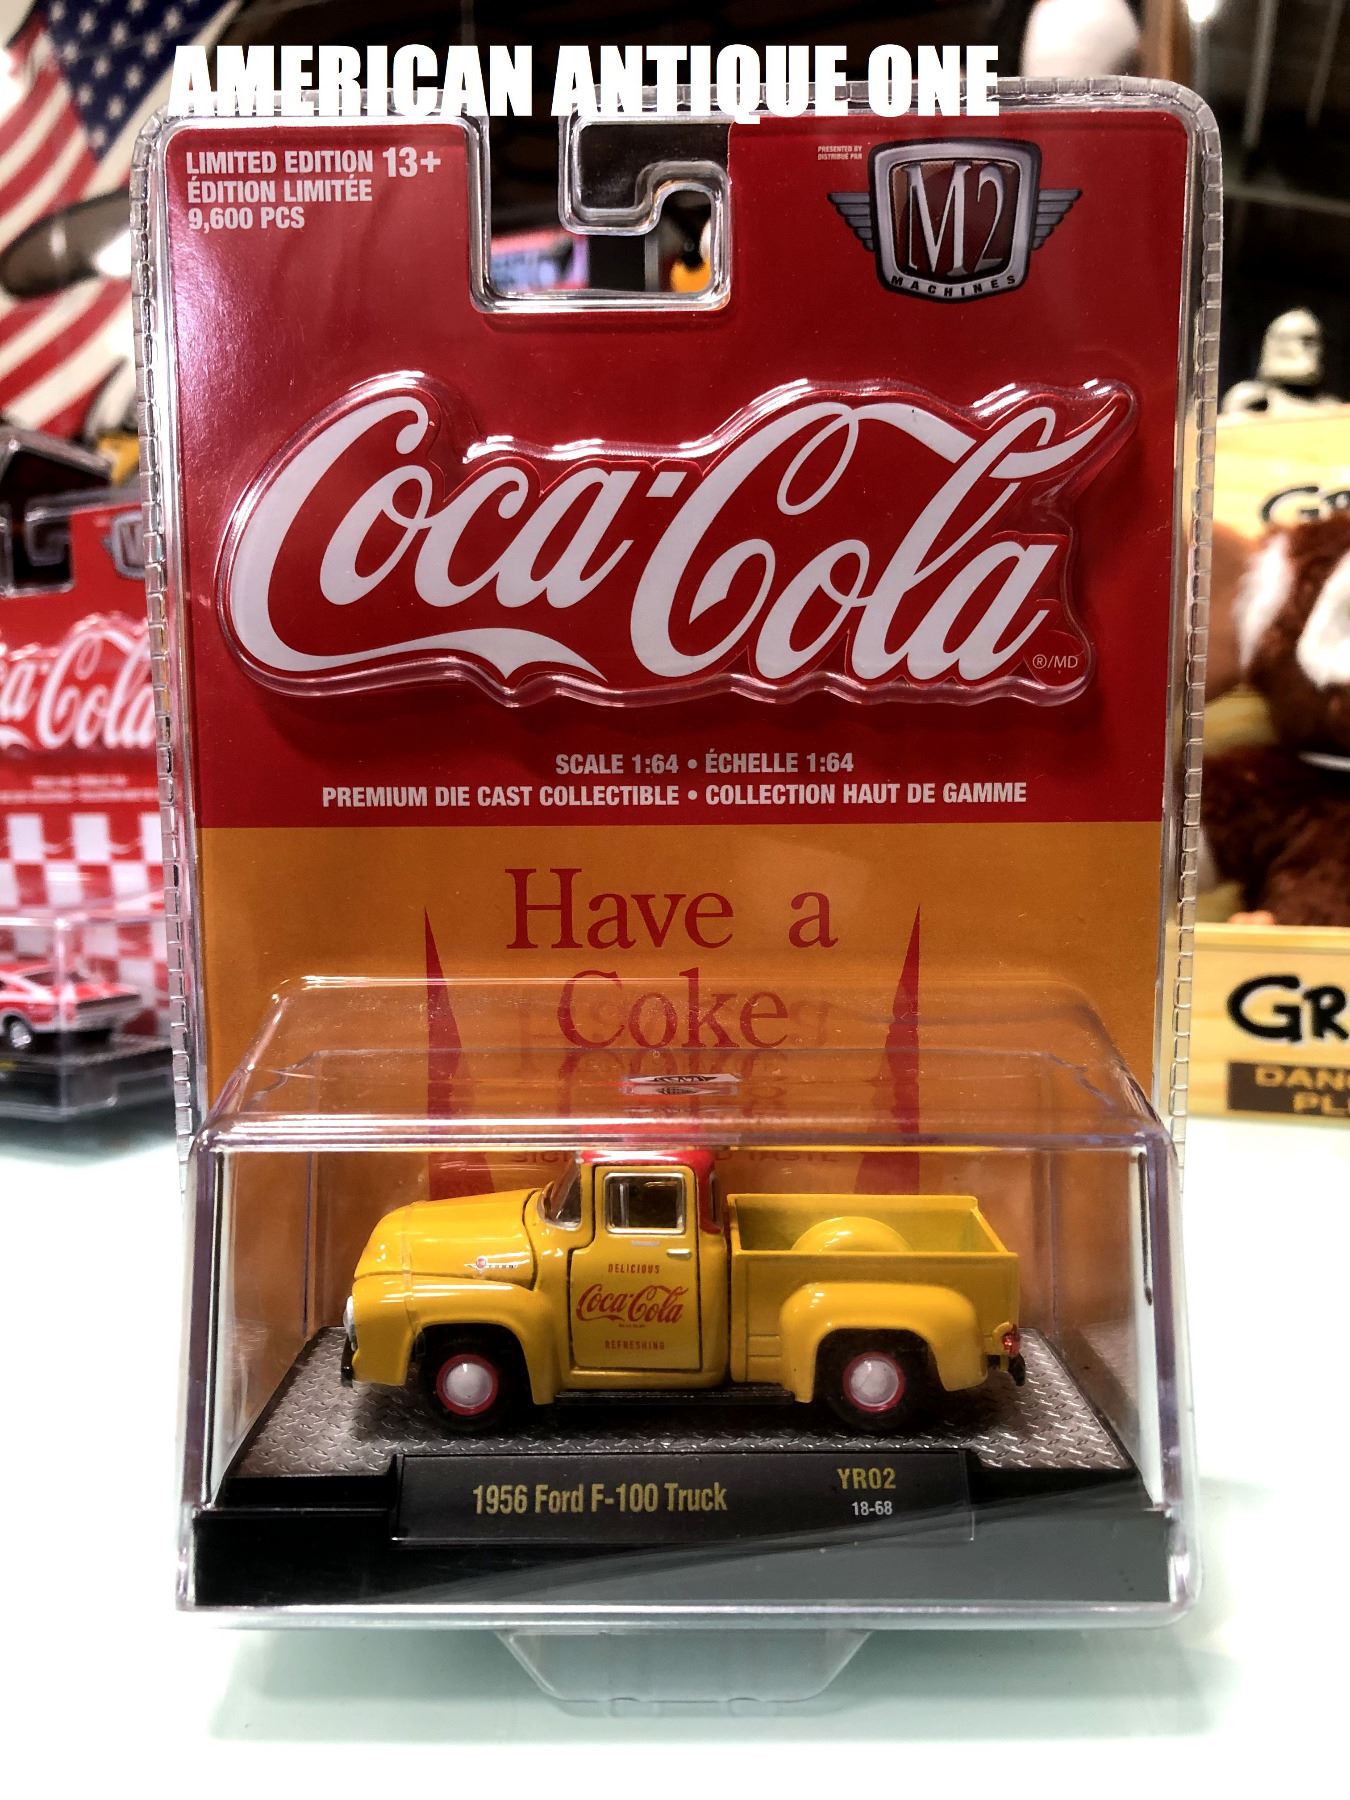 AMERICAN ANTIQUE ONE
LIMITED EDITION 13+
ÉDITION LIMITÉE
9,600 PCS
PRESENTED BY
DISTRIBUÉ PAR
M2
MACHINES
Coca-Cola
®/MD
SCALE 1:64 • ÉCHELLE 1:64
PREMIUM DIE CAST COLLECTIBLE • COLLECTION HAUT DE GAMME
Have a
Coke
DELICIOUS
Coca-Cola
REFRESHING
1956 Ford F-100 Truck
YR02
18-68